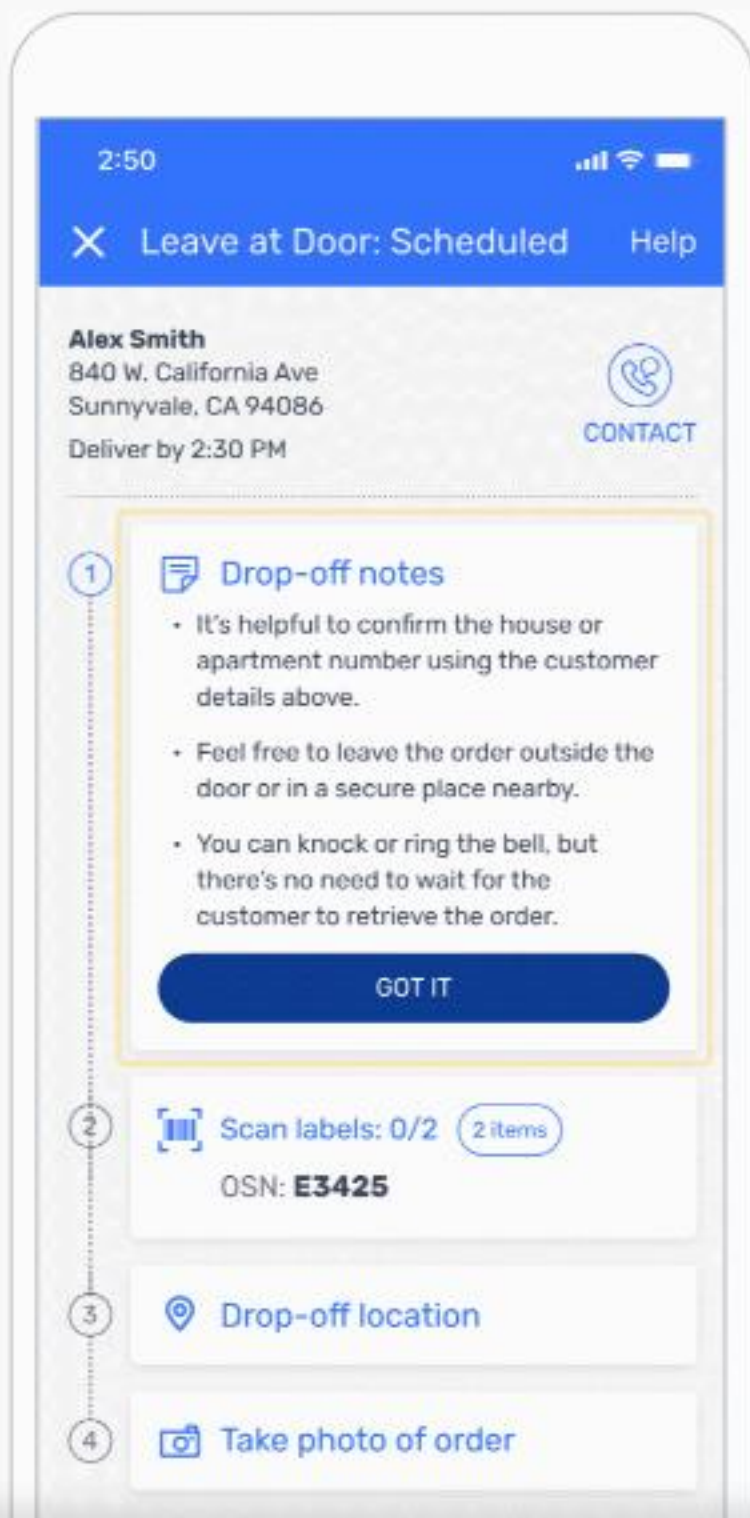 2:50
Leave at Door: Scheduled Help
Alex Smith
840 W. California Ave
Sunnyvale, CA 94086
CONTACT
Deliver by 2:30 PM
1
Drop-off notes
• It's helpful to confirm the house or
apartment number using the customer
details above.
• Feel free to leave the order outside the
door or in a secure place nearby.
• You can knock or ring the bell, but
there's no need to wait for the
customer to retrieve the order.
GOT IT
2
Scan labels: 0/2 2 items
OSN: E3425
3
Drop-off location
4
Take photo of order